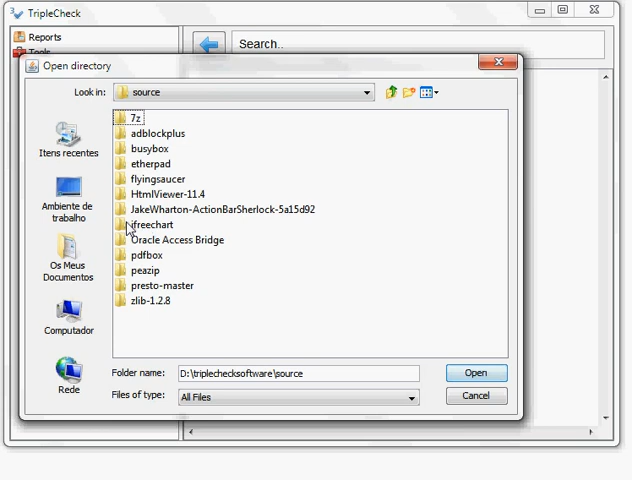 TripleCheck
Reports
Tools
Search..
Open directory
Look in:
source
7z
adblockplus
busybox
etherpad
flyingsaucer
HtmlViewer-11.4
JakeWharton-ActionBarSherlock-5a15d92
jfreechart
Oracle Access Bridge
pdfbox
peazip
presto-master
zlib-1.2.8
Itens recentes
Ambiente de
trabalho
Os Meus
Documentos
Computador
Rede
Folder name:
D:\triplechecksoftware\source
Open
Files of type:
All Files
Cancel